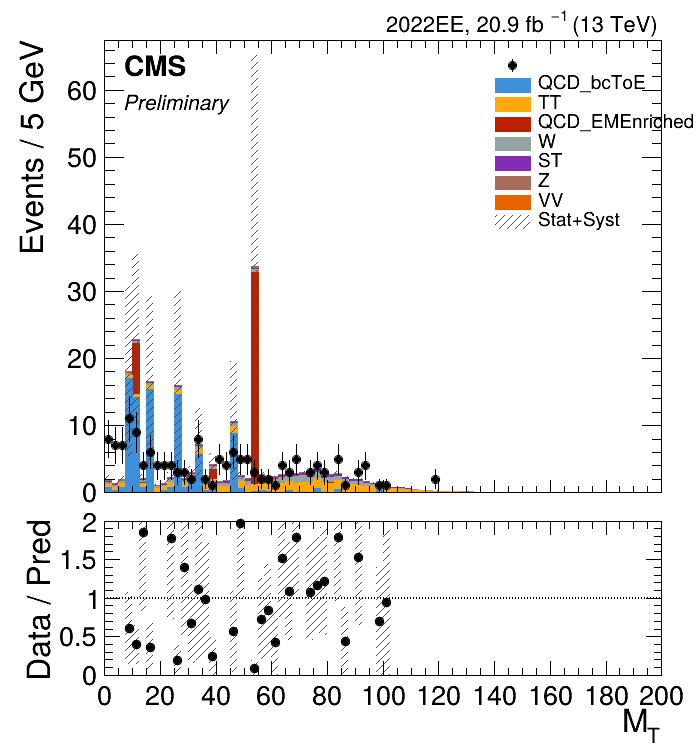 2022EE, 20.9 fb⁻¹ (13 TeV)
CMS
Preliminary
QCD_bcToE
TT
QCD_EMEnriched
W
ST
Z
VV
Stat+Syst
Events / 5 GeV
60
50
40
30
20
10
0
Data / Pred
2
1.5
1
0.5
0
0 20 40 60 80 100 120 140 160 180 200
M_T